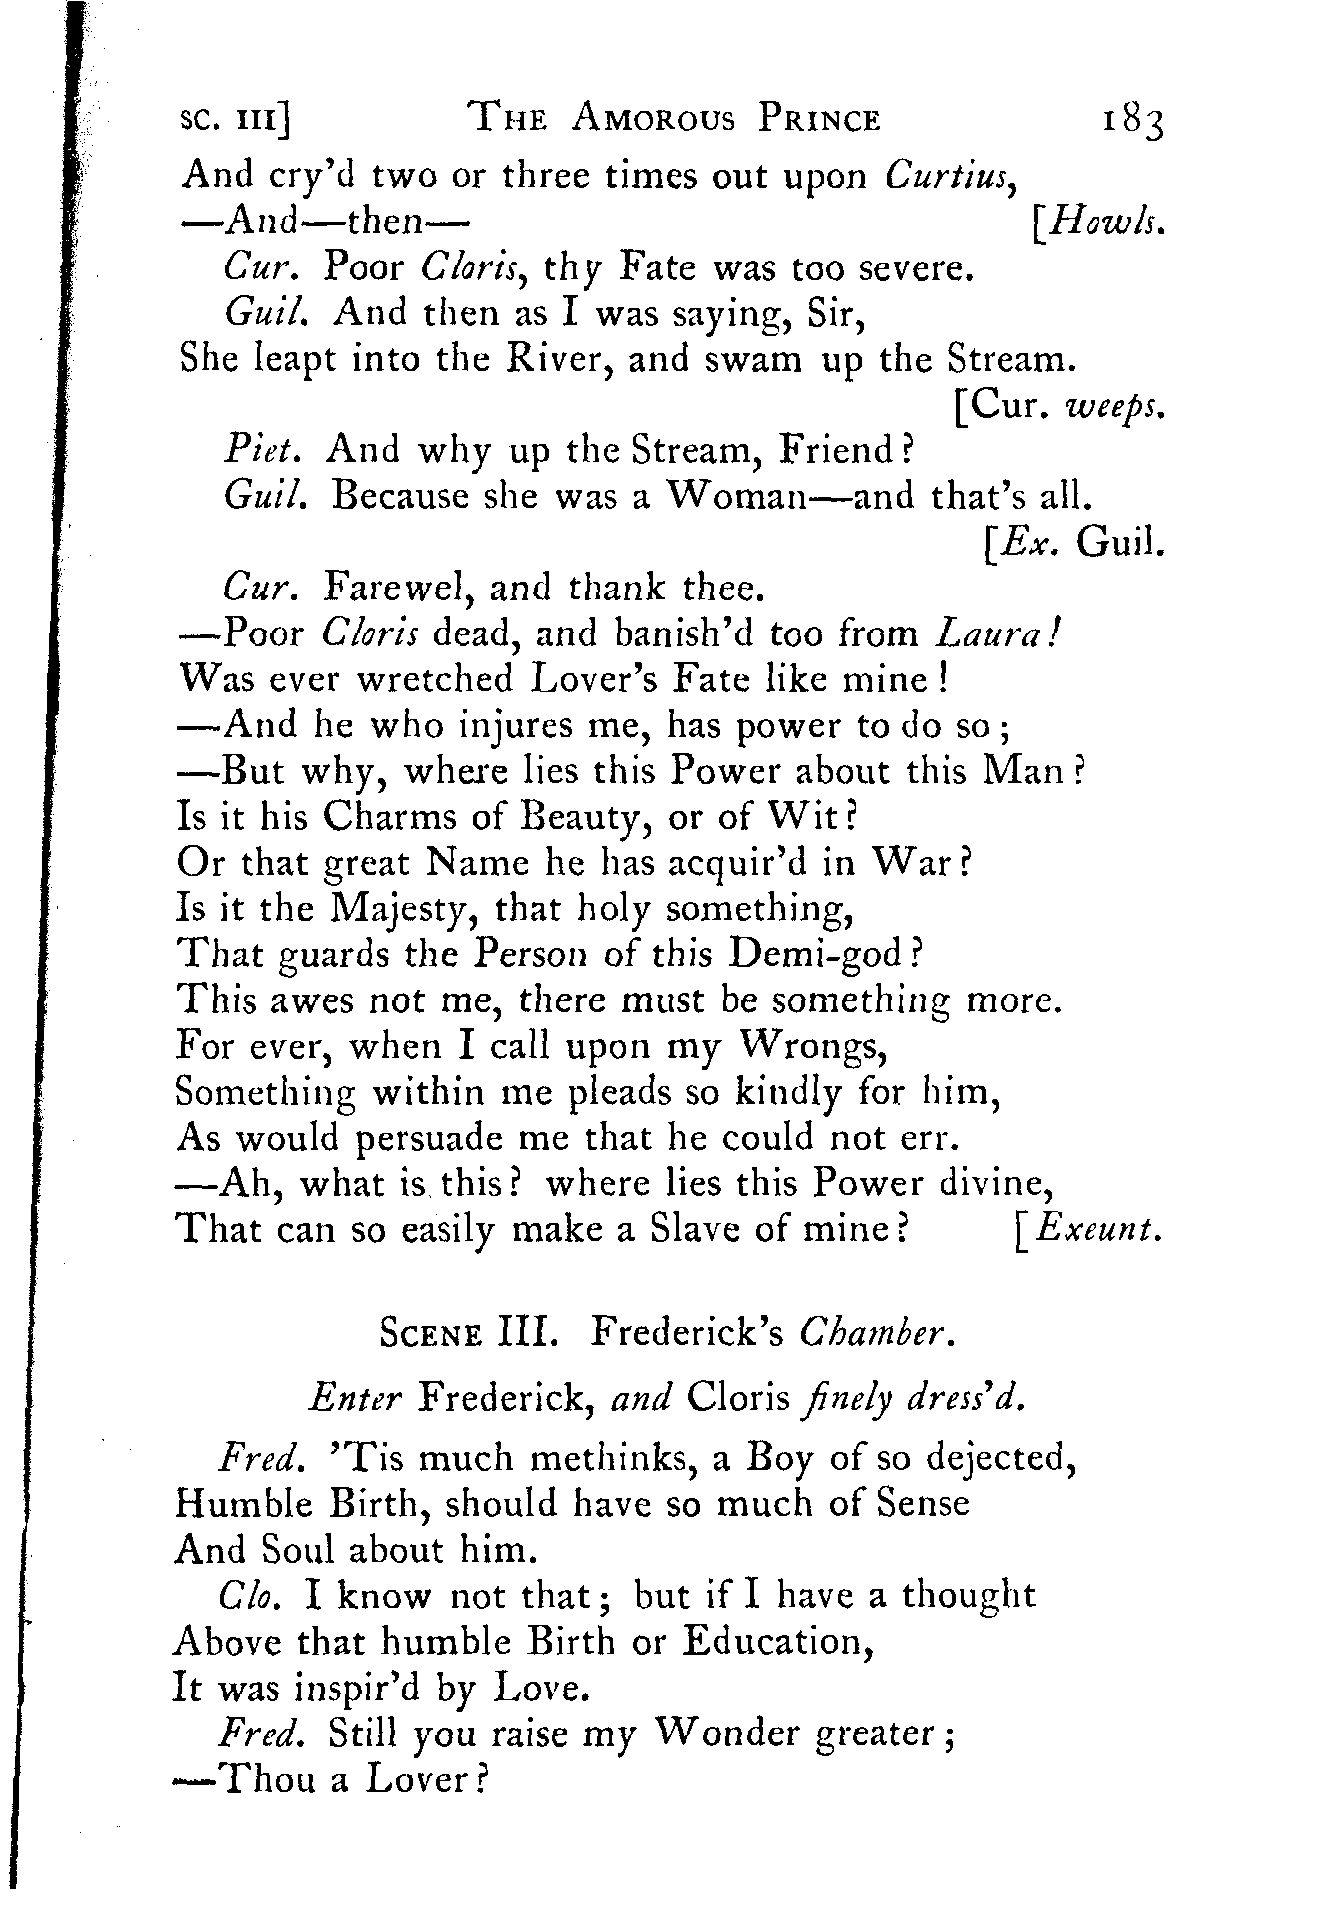 SC. III] THE AMOROUS PRINCE 183
And cry'd two or three times out upon Curtius,
—And—then— [Howls.
Cur. Poor Cloris, thy Fate was too severe.
Guil. And then as I was saying, Sir,
She leapt into the River, and swam up the Stream.
[Cur. weeps.
Piet. And why up the Stream, Friend?
Guil. Because she was a Woman—and that's all.
[Ex. Guil.
Cur. Farewel, and thank thee.
—Poor Cloris dead, and banish'd too from Laura!
Was ever wretched Lover's Fate like mine!
—And he who injures me, has power to do so;
—But why, where lies this Power about this Man?
Is it his Charms of Beauty, or of Wit?
Or that great Name he has acquir'd in War?
Is it the Majesty, that holy something,
That guards the Person of this Demi-god?
This awes not me, there must be something more.
For ever, when I call upon my Wrongs,
Something within me pleads so kindly for him,
As would persuade me that he could not err.
—Ah, what is this? where lies this Power divine,
That can so easily make a Slave of mine? [Exeunt.
SCENE III. Frederick's Chamber.
Enter Frederick, and Cloris finely dress'd.
Fred. 'Tis much methinks, a Boy of so dejected,
Humble Birth, should have so much of Sense
And Soul about him.
Clo. I know not that; but if I have a thought
Above that humble Birth or Education,
It was inspir'd by Love.
Fred. Still you raise my Wonder greater;
—Thou a Lover?